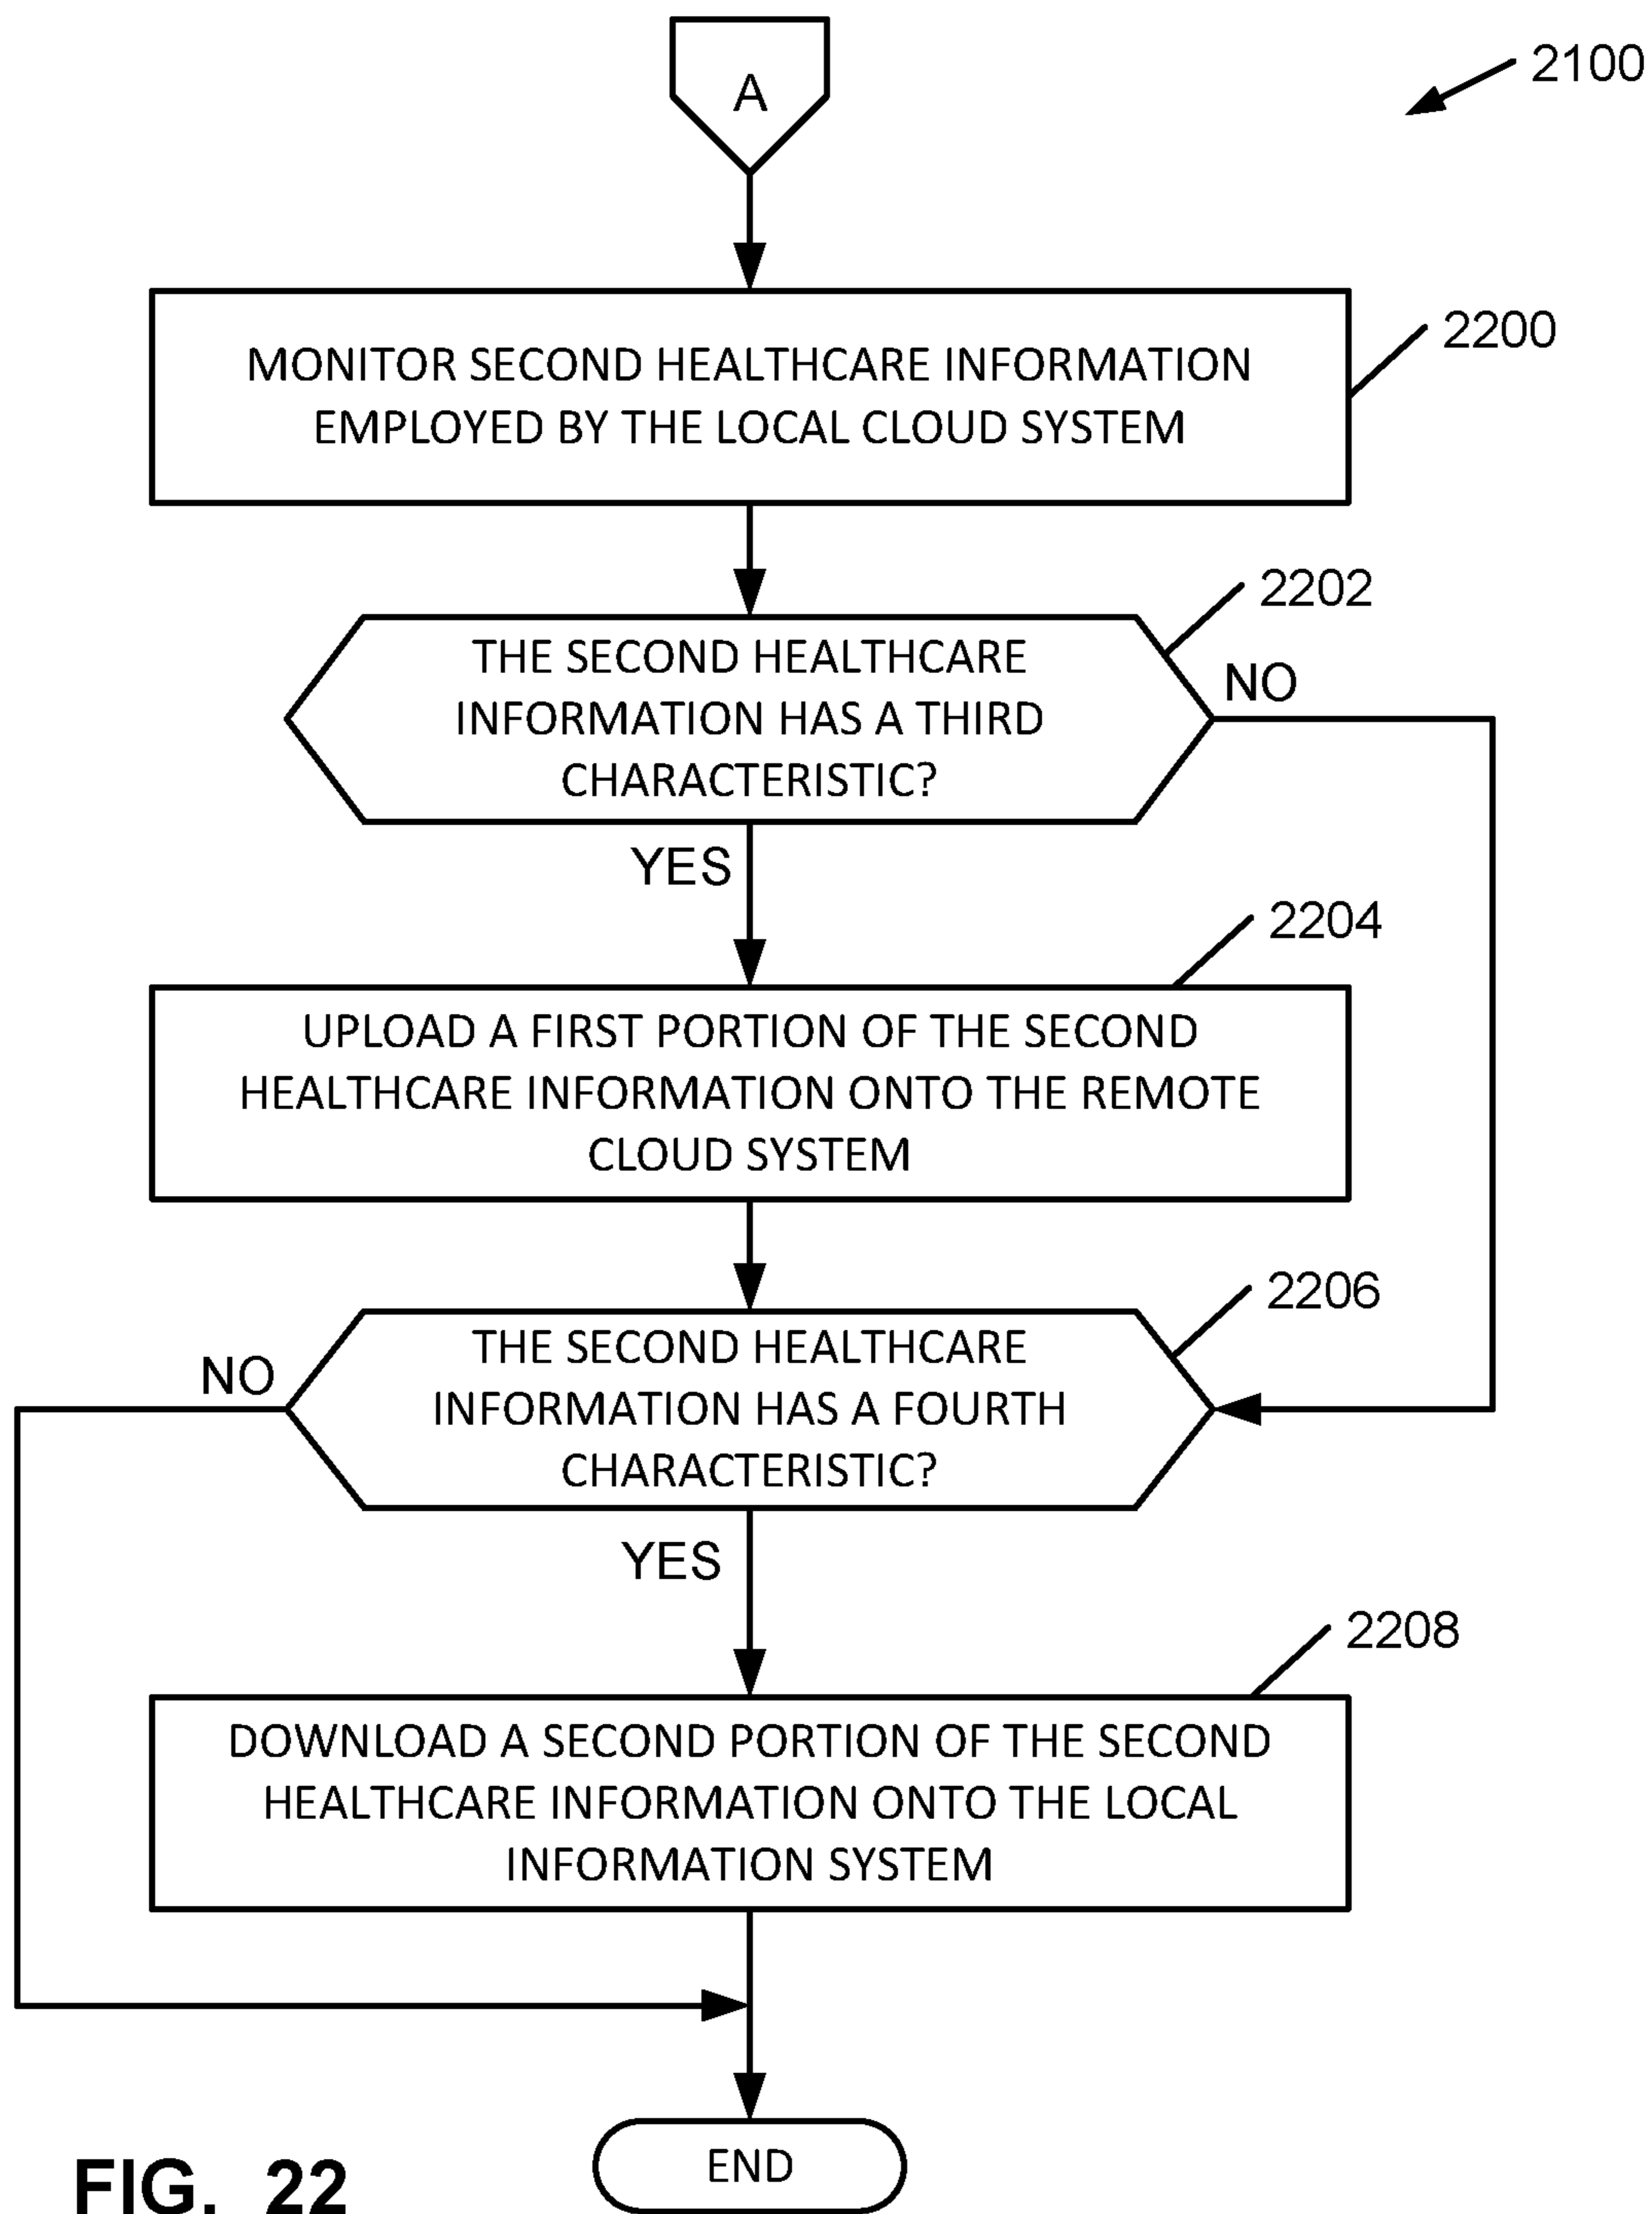 A
2100
MONITOR SECOND HEALTHCARE INFORMATION
EMPLOYED BY THE LOCAL CLOUD SYSTEM
2200
2202
THE SECOND HEALTHCARE
INFORMATION HAS A THIRD
CHARACTERISTIC?
NO
YES
2204
UPLOAD A FIRST PORTION OF THE SECOND
HEALTHCARE INFORMATION ONTO THE REMOTE
CLOUD SYSTEM
2206
THE SECOND HEALTHCARE
INFORMATION HAS A FOURTH
CHARACTERISTIC?
NO
YES
2208
DOWNLOAD A SECOND PORTION OF THE SECOND
HEALTHCARE INFORMATION ONTO THE LOCAL
INFORMATION SYSTEM
END
FIG. 22